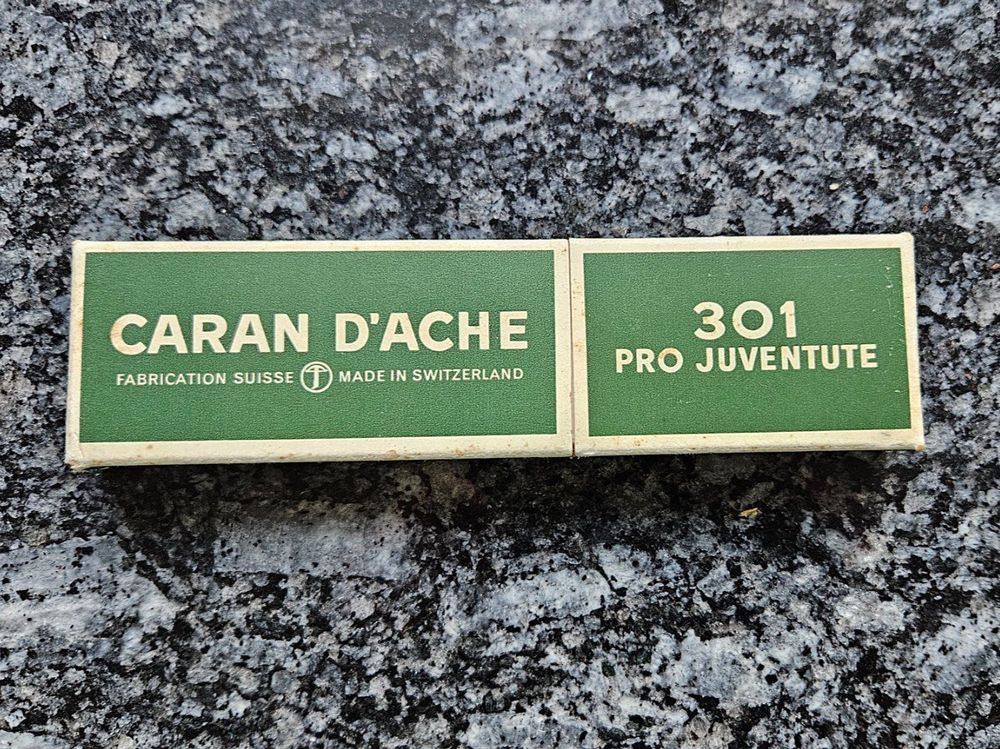 CARAN D'ACHE
FABRICATION SUISSE MADE IN SWITZERLAND
301
PRO JUVENTUTE